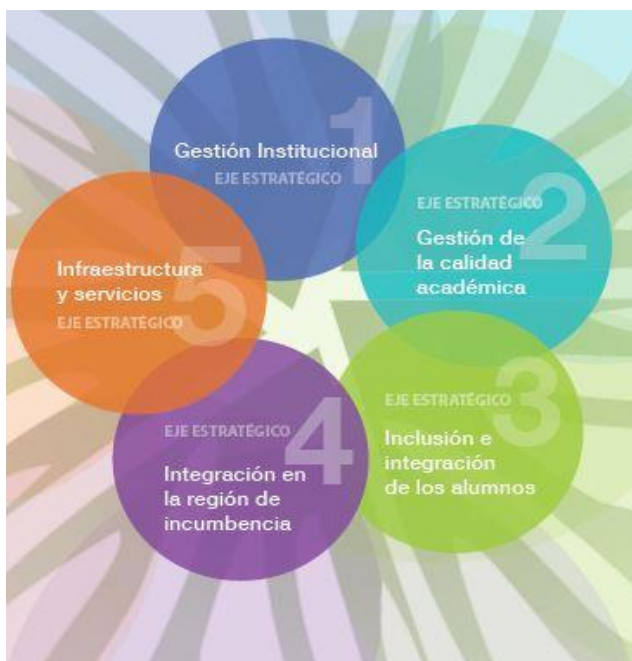 1
Gestión Institucional
EJE ESTRATÉGICO
2
EJE ESTRATÉGICO
Gestión de
la calidad
académica
3
EJE ESTRATÉGICO
Inclusión e
integración
de los alumnos
4
EJE ESTRATÉGICO
Integración en
la región de
incumbencia
5
Infraestructura
y servicios
EJE ESTRATÉGICO